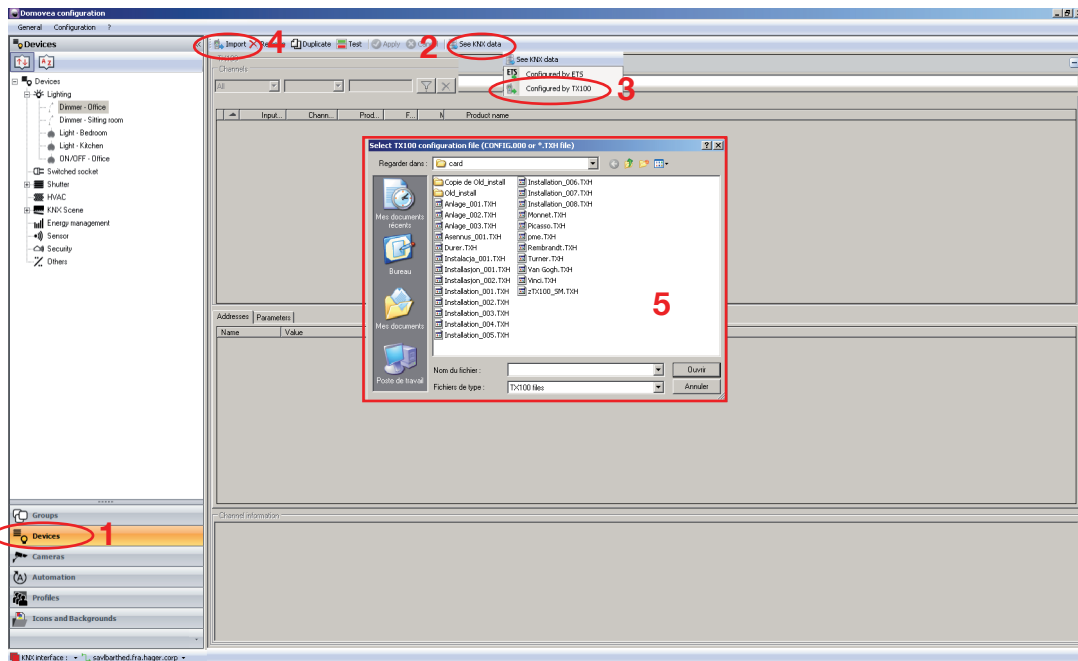 Domovea configuration
General Configuration ?
Devices «
Import Duplicate Test Apply See KNX data
4 2
TX100
Channels
All
See KNX data
ETS Configured by ETS
Configured by TX100
3
Input... Chann... Prod... F... N Product name
Devices
Lighting
Dimmer - Office
Dimmer - Sitting room
Light - Bedroom
Light - Kitchen
ON/OFF - Office
Switched socket
Shutter
HVAC
KNX Scene
Energy management
Sensor
Security
Others
Select TX100 configuration file (CONFIG.000 or *.TXH file)
Regarder dans : card
Mes documents récents
Bureau
Mes documents
Poste de travail
Copie de Old_install
Old_install
Anlage_001.TXH
Anlage_002.TXH
Anlage_003.TXH
Asennus_001.TXH
Durer.TXH
Instalacja_001.TXH
Installasjon_001.TXH
Installasjon_002.TXH
Installation_001.TXH
Installation_002.TXH
Installation_003.TXH
Installation_004.TXH
Installation_005.TXH
Installation_006.TXH
Installation_007.TXH
Installation_008.TXH
Monnet.TXH
Picasso.TXH
pme.TXH
Rembrandt.TXH
Turner.TXH
Van Gogh.TXH
Vinci.TXH
zTX100_SM.TXH
5
Nom du fichier : Ouvrir
Fichiers de type : TX100 files Annuler
Addresses Parameters
Name Value
Channel information
Groups
Devices
1
Cameras
Automation
Profiles
Icons and Backgrounds
KNX interface : savlbarthed.fra.hager.corp